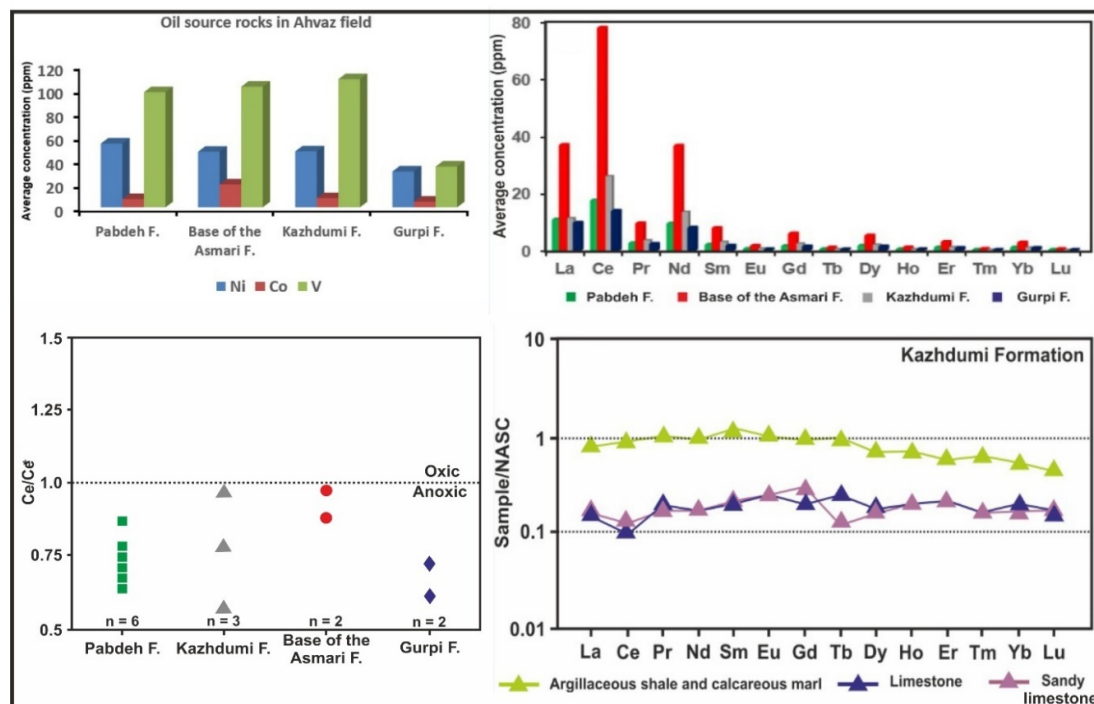 Oil source rocks in Ahvaz field
Average concentration (ppm)
120
100
80
60
40
20
0
Pabdeh F.
Base of the
Asmari F.
Kazhdumi F.
Gurpi F.
Ni Co V
Average concentration (ppm)
80
60
40
20
0
La Ce Pr Nd Sm Eu Gd Tb Dy Ho Er Tm Yb Lu
Pabdeh F. Base of the Asmari F. Kazhdumi F. Gurpi F.
Ce/Ce
1.5
1.25
1.0
0.75
0.5
Oxic
Anoxic
n = 6 n = 3 n = 2 n = 2
Pabdeh F. Kazhdumi F. Base of the Asmari F. Gurpi F.
Kazhdumi Formation
Sample/NASC
10
1
0.1
0.01
La Ce Pr Nd Sm Eu Gd Tb Dy Ho Er Tm Yb Lu
Argillaceous shale and calcareous marl Limestone Sandy
limestone